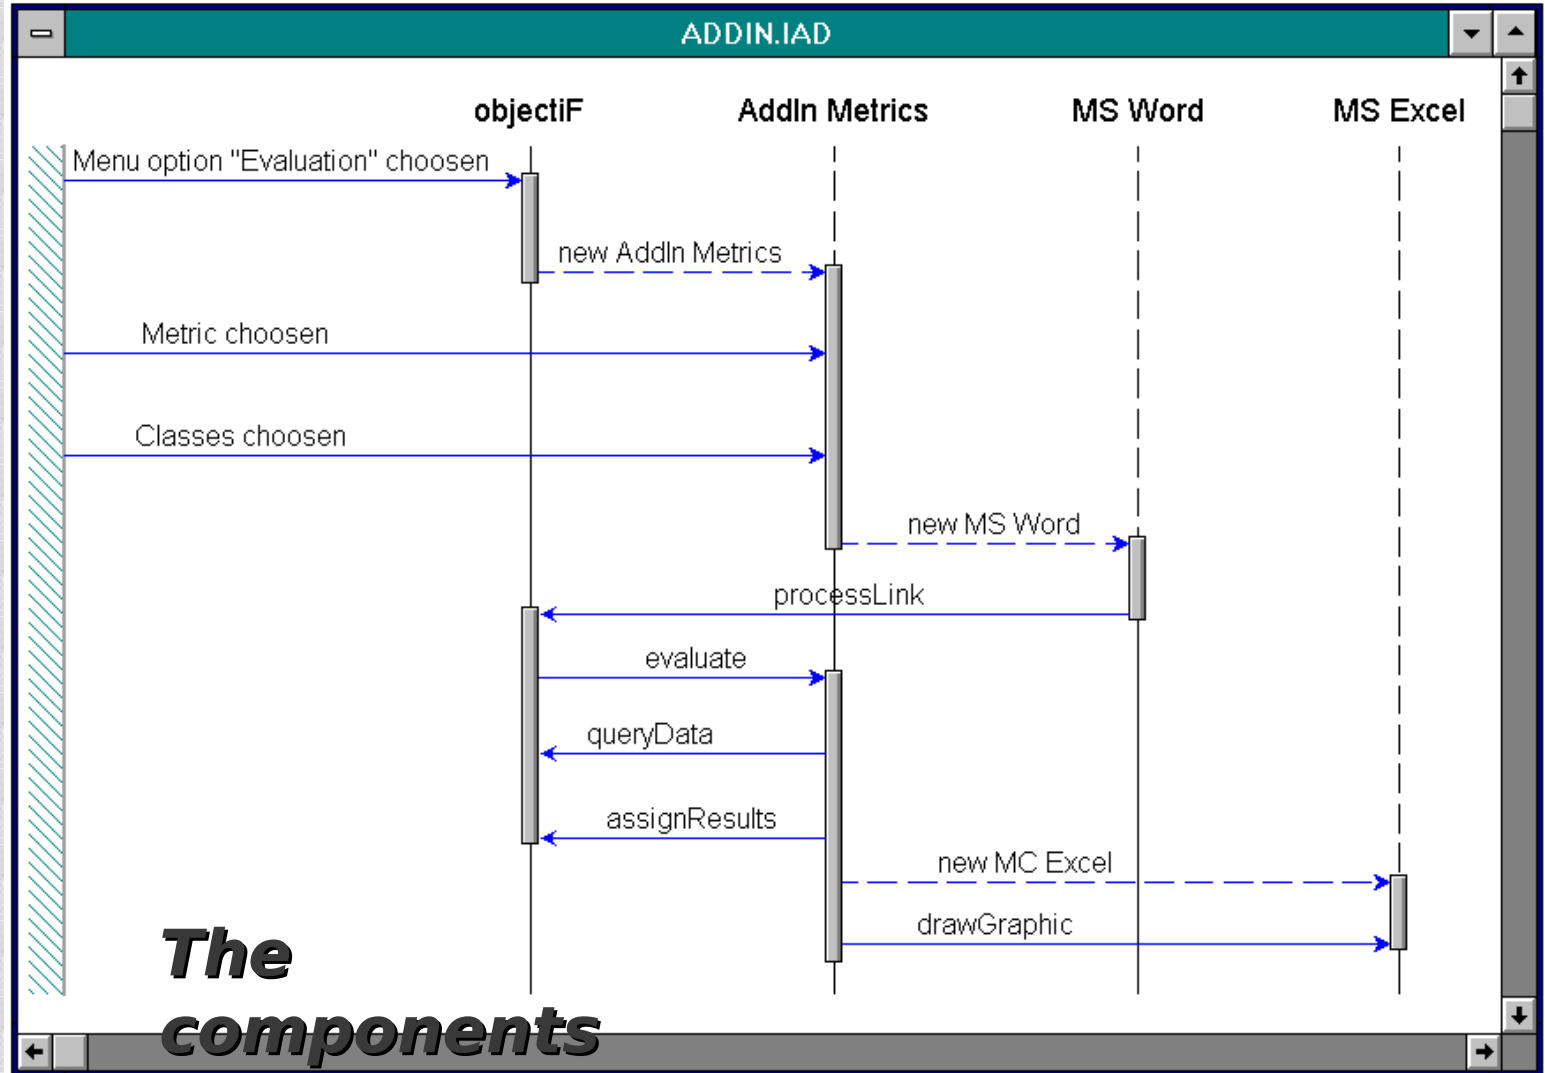 ADDIN.IAD
objectiF AddIn Metrics MS Word MS Excel
Menu option "Evaluation" choosen
new AddIn Metrics
Metric choosen
Classes choosen
new MS Word
processLink
evaluate
queryData
assignResults
new MC Excel
drawGraphic
The
components